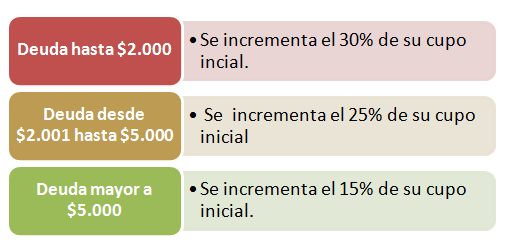 Deuda hasta $2.000
•Se incrementa el 30% de su cupo
incial.
Deuda desde
$2.001 hasta $5.000
• Se incrementa el 25% de su cupo
inicial
Deuda mayor a
$5.000
•Se incrementa el 15% de su cupo
inicial.